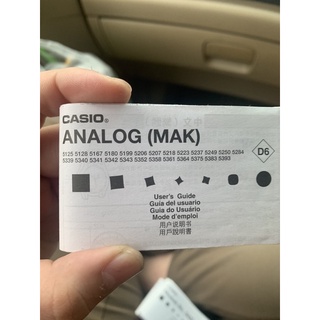 CASIO®
ANALOG (MAK)
D6
5125 5128 5167 5180 5199 5206 5207 5218 5223 5237 5249 5250 5284
5339 5340 5341 5342 5343 5352 5358 5361 5364 5375 5383 5393
User's Guide
Guía del usuario
Guia do Usuário
Mode d'emploi
用户说明书
用戶說明書